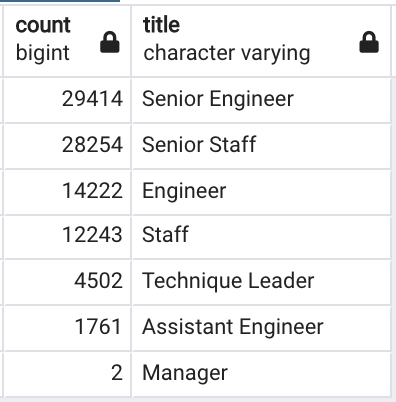 count title
bigint character varying
29414 Senior Engineer
28254 Senior Staff
14222 Engineer
12243 Staff
4502 Technique Leader
1761 Assistant Engineer
2 Manager